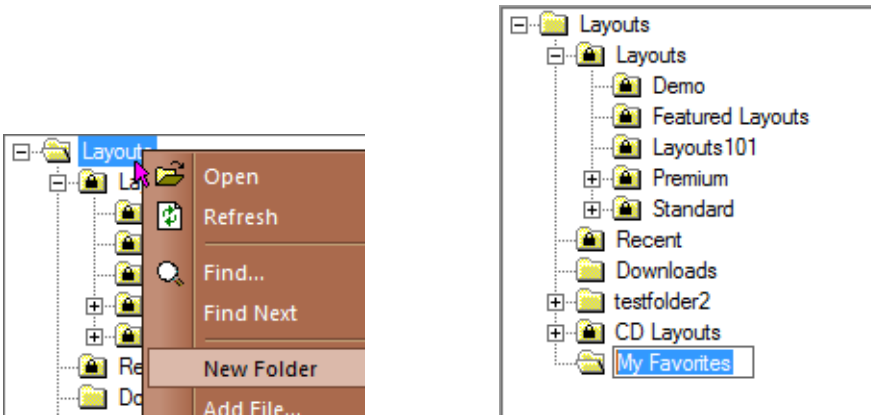 Layouts
Open
Refresh
Find...
Find Next
New Folder
Add File...
Layouts
Layouts
Demo
Featured Layouts
Layouts101
Premium
Standard
Recent
Downloads
testfolder2
CD Layouts
My Favorites